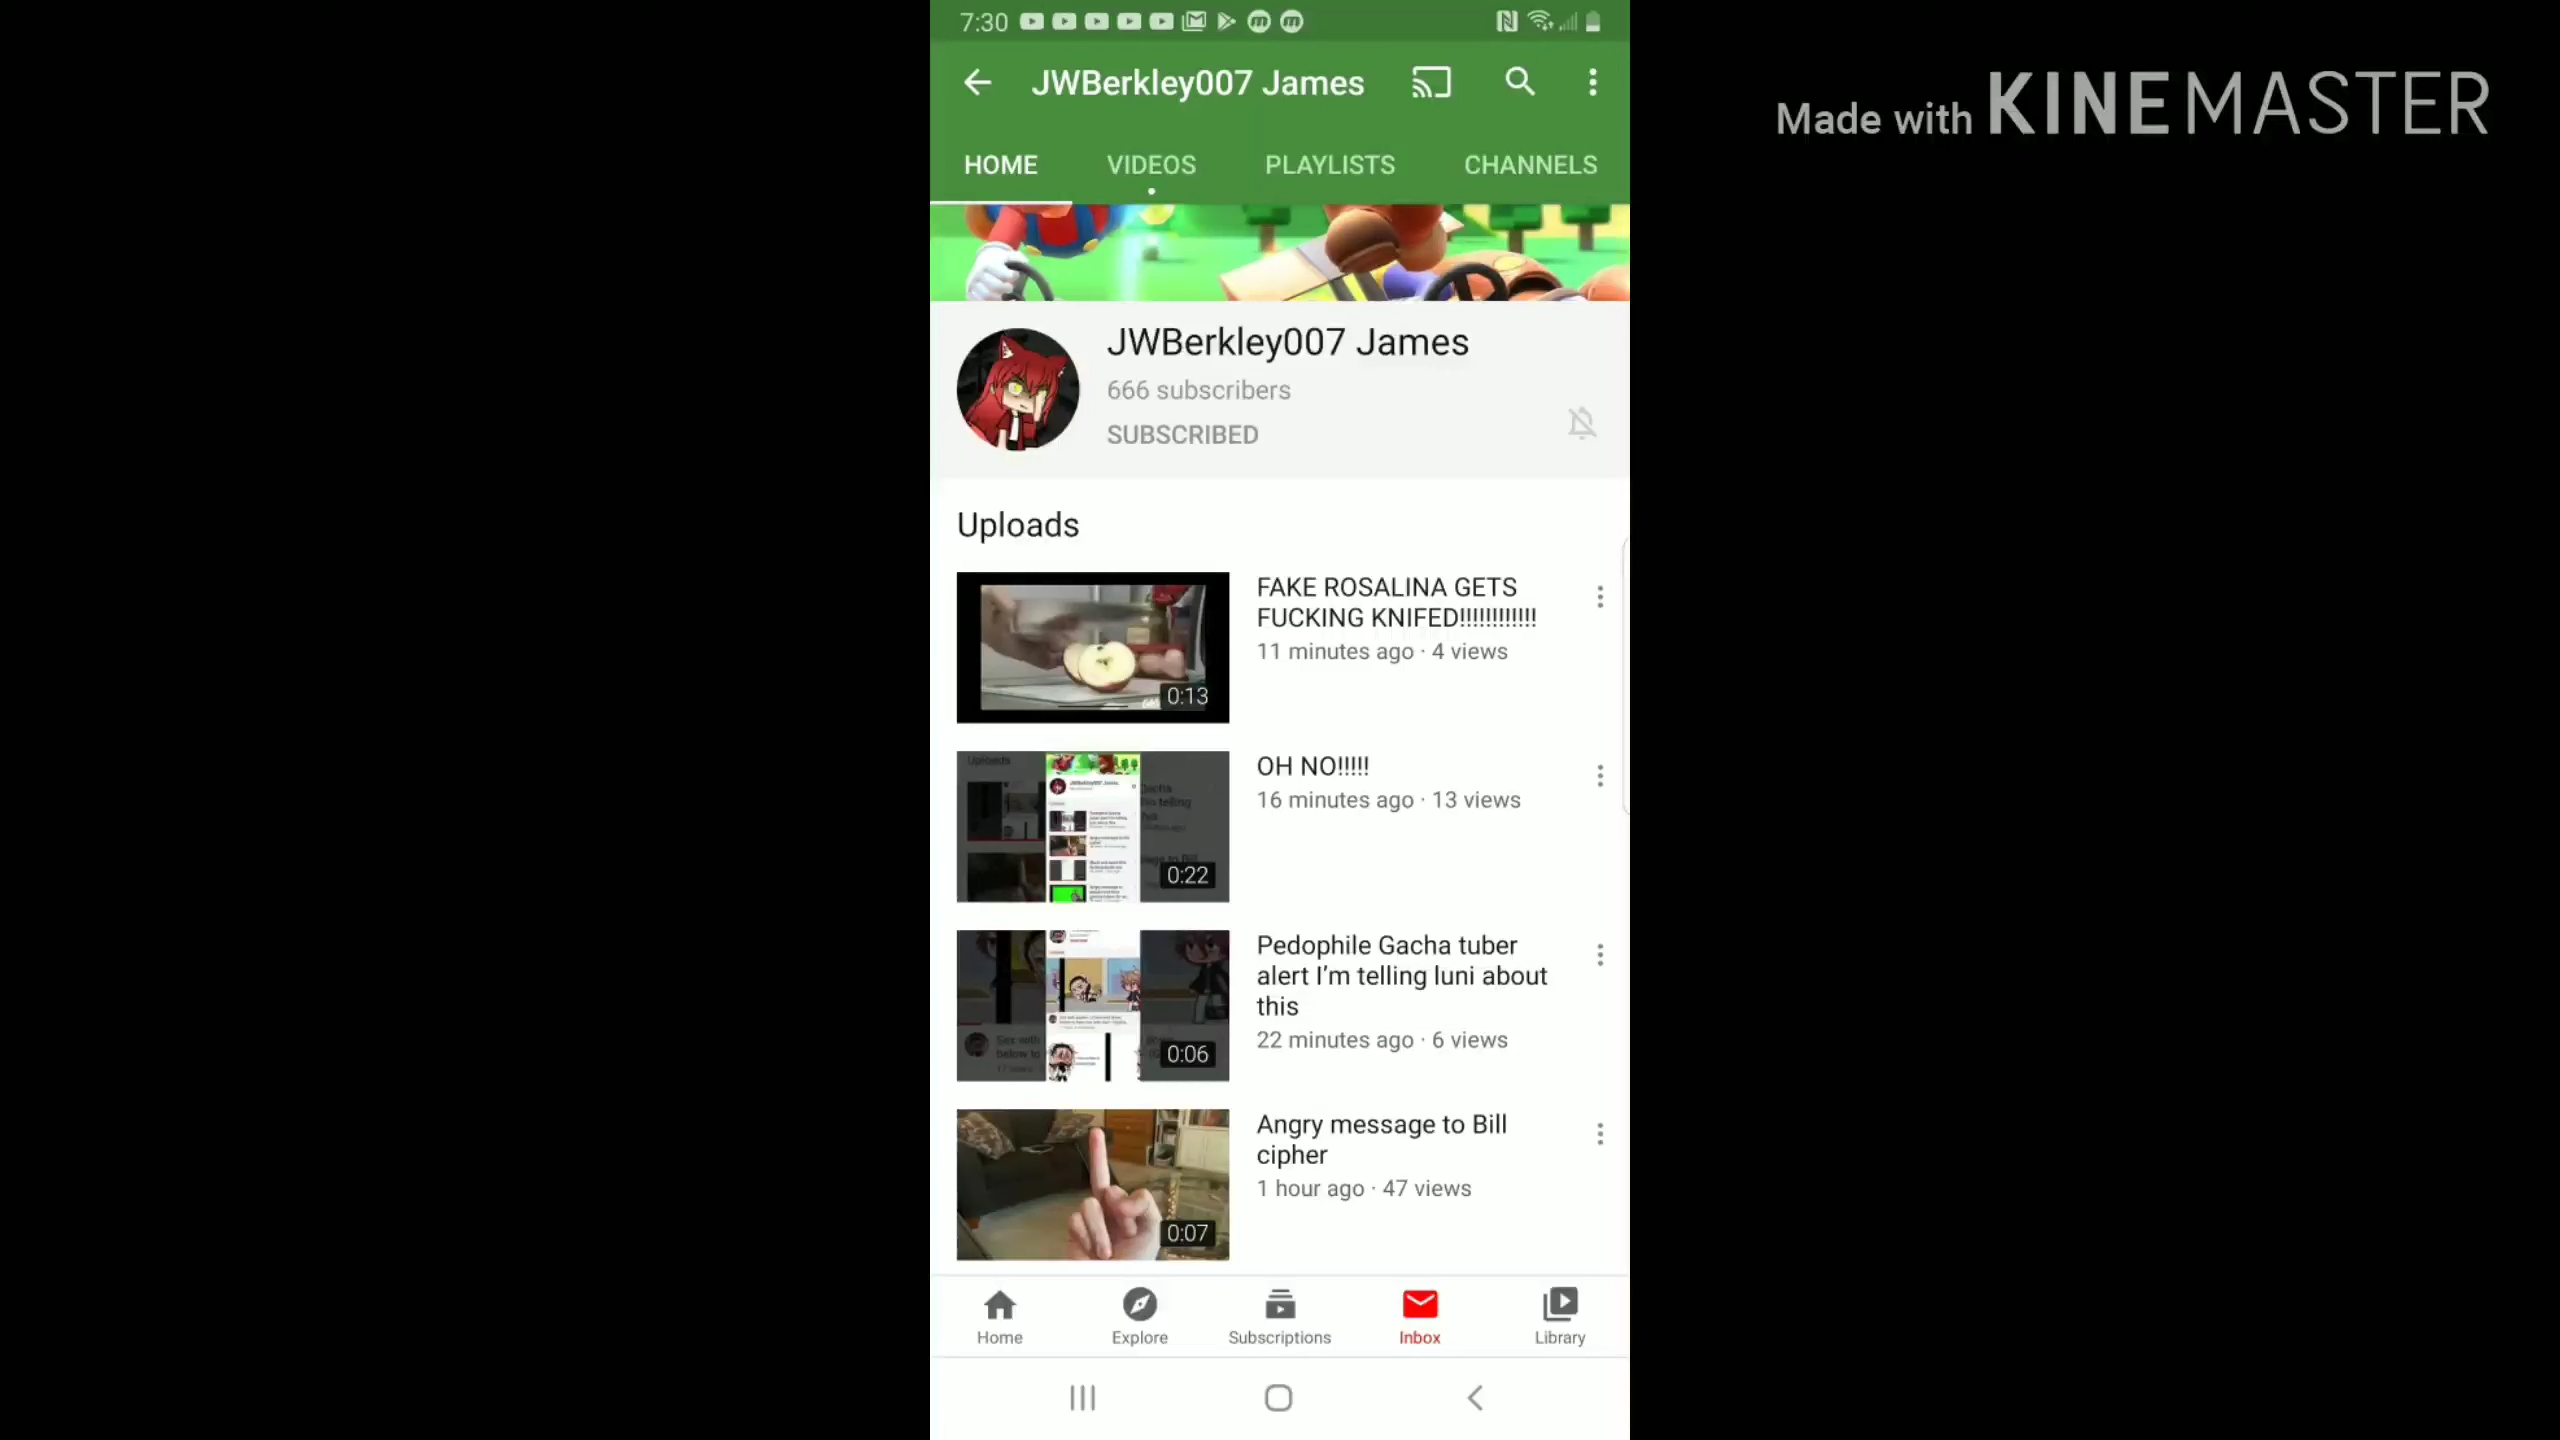 7:30
JWBerkley007 James
Made with KINEMASTER
HOME VIDEOS PLAYLISTS CHANNELS
JWBerkley007 James
666 subscribers
SUBSCRIBED
Uploads
FAKE ROSALINA GETS
FUCKING KNIFED!!!!!!!!!!!!
11 minutes ago · 4 views
0:13
OH NO!!!!!
16 minutes ago · 13 views
Uploads
0:22
Pedophile Gacha tuber
alert I’m telling luni about
this
22 minutes ago · 6 views
0:06
Angry message to Bill
cipher
1 hour ago · 47 views
0:07
Home Explore Subscriptions Inbox Library